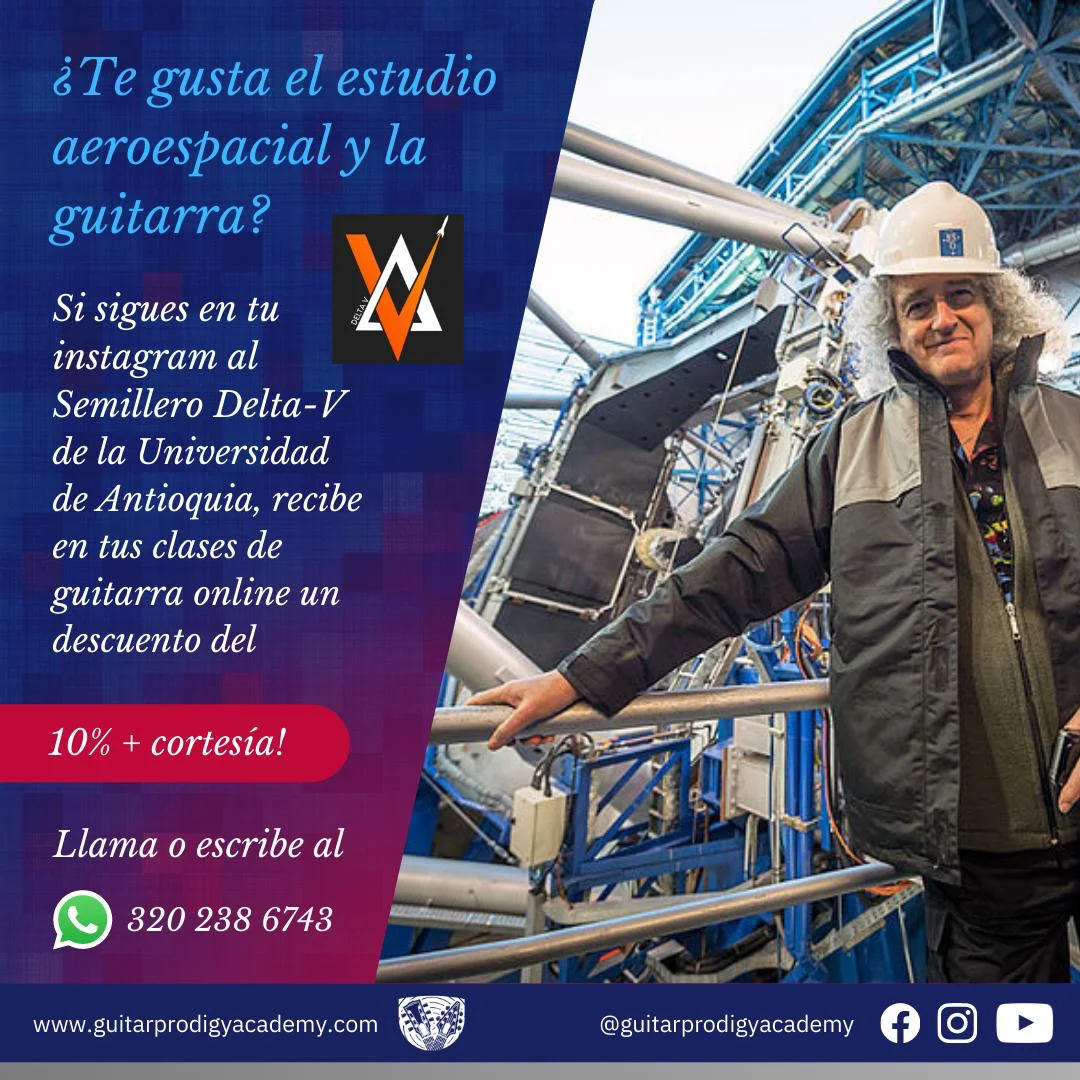 ¿Te gusta el estudio
aeroespacial y la
guitarra?
DELTA V
Si sigues en tu
instagram al
Semillero Delta-V
de la Universidad
de Antioquia, recibe
en tus clases de
guitarra online un
descuento del
10% + cortesía!
Llama o escribe al
320 238 6743
www.guitarprodigyacademy.com
@guitarprodigyacademy